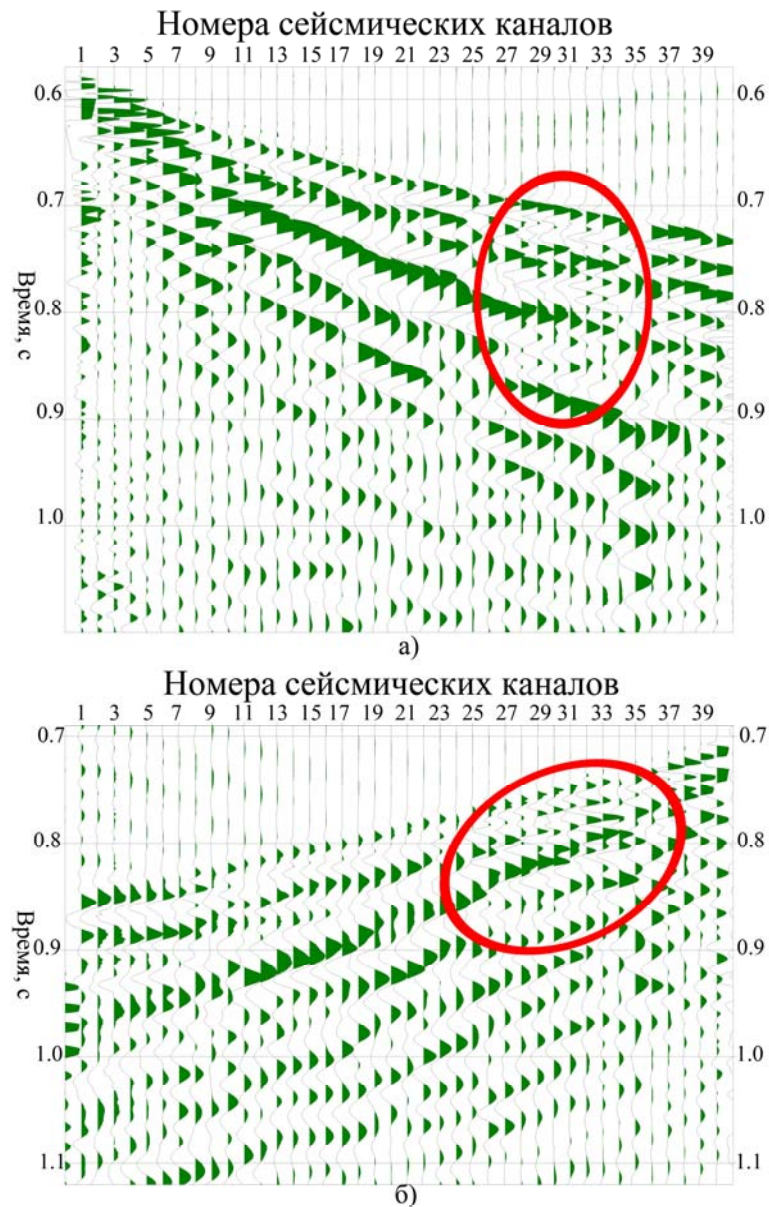 Номера сейсмических каналов
1 3 5 7 9 11 13 15 17 19 21 23 25 27 29 31 33 35 37 39
0.6 0.6
0.7 0.7
Время, с
0.8 0.8
0.9 0.9
1.0 1.0
а)
Номера сейсмических каналов
1 3 5 7 9 11 13 15 17 19 21 23 25 27 29 31 33 35 37 39
0.7 0.7
0.8 0.8
Время, с
0.9 0.9
1.0 1.0
1.1 1.1
б)